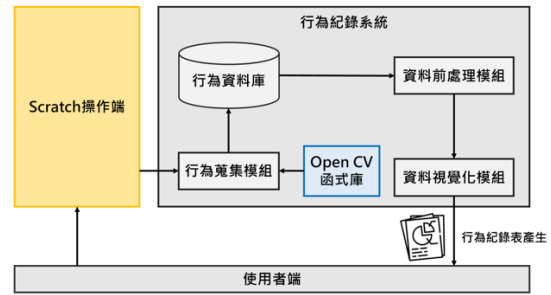 行為紀錄系統
Scratch操作端
行為資料庫
資料前處理模組
行為蒐集模組
Open CV
函式庫
資料視覺化模組
行為紀錄表產生
使用者端